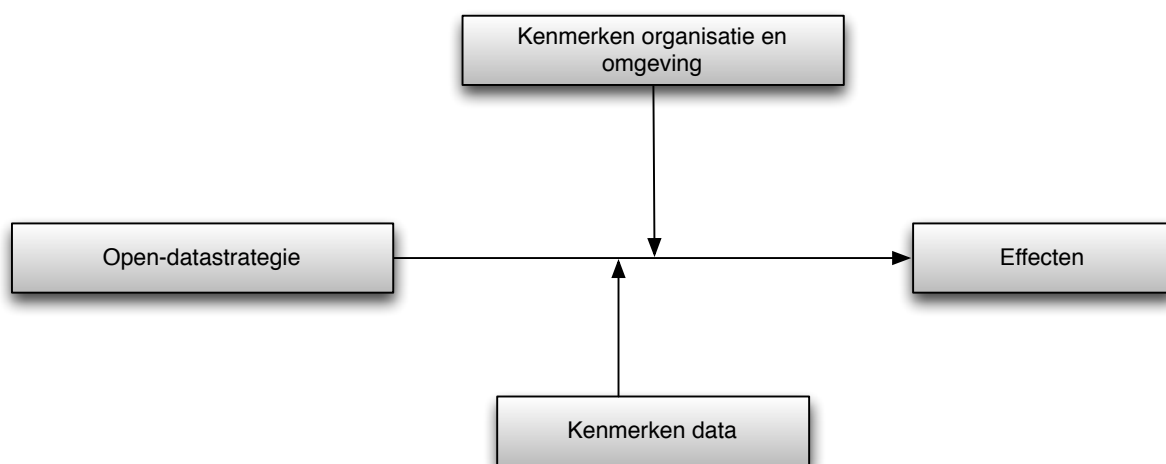 Kenmerken organisatie en
omgeving
Open-datastrategie
Effecten
Kenmerken data